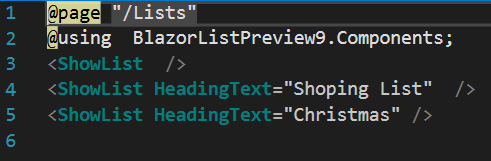 1 @page "/Lists"
2 @using  BlazorListPreview9.Components;
3 <ShowList  />
4 <ShowList HeadingText="Shoping List"  />
5 <ShowList HeadingText="Christmas" />
6